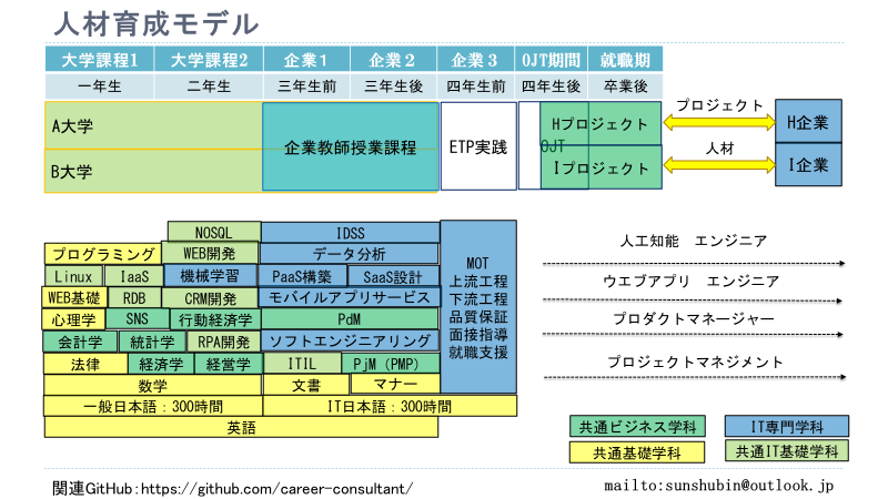 人材育成モデル
大学課程1 大学課程2 企業１ 企業２ 企業３ OJT期間 就職期
一年生 二年生 三年生前 三年生後 四年生前 四年生後 卒業後
A大学
B大学
企業教師授業課程
ETP実践
OJT
Hプロジェクト
Iプロジェクト
プロジェクト
人材
H企業
I企業
NOSQL IDSS
プログラミング WEB開発 データ分析
Linux IaaS 機械学習 PaaS構築 SaaS設計
WEB基礎 RDB CRM開発 モバイルアプリサービス
心理学 SNS 行動経済学 PdM
会計学 統計学 RPA開発 ソフトエンジニアリング
法律 経済学 経営学 ITIL PjM（PMP）
数学 文書 マナー
一般日本語：300時間 IT日本語：300時間
英語
MOT
上流工程
下流工程
品質保証
面接指導
就職支援
人工知能　エンジニア
ウエブアプリ　エンジニア
プロダクトマネージャー
プロジェクトマネジメント
共通ビジネス学科 IT専門学科
共通基礎学科 共通IT基礎学科
関連GitHub：https://github.com/career-consultant/
mailto:sunshubin@outlook.jp